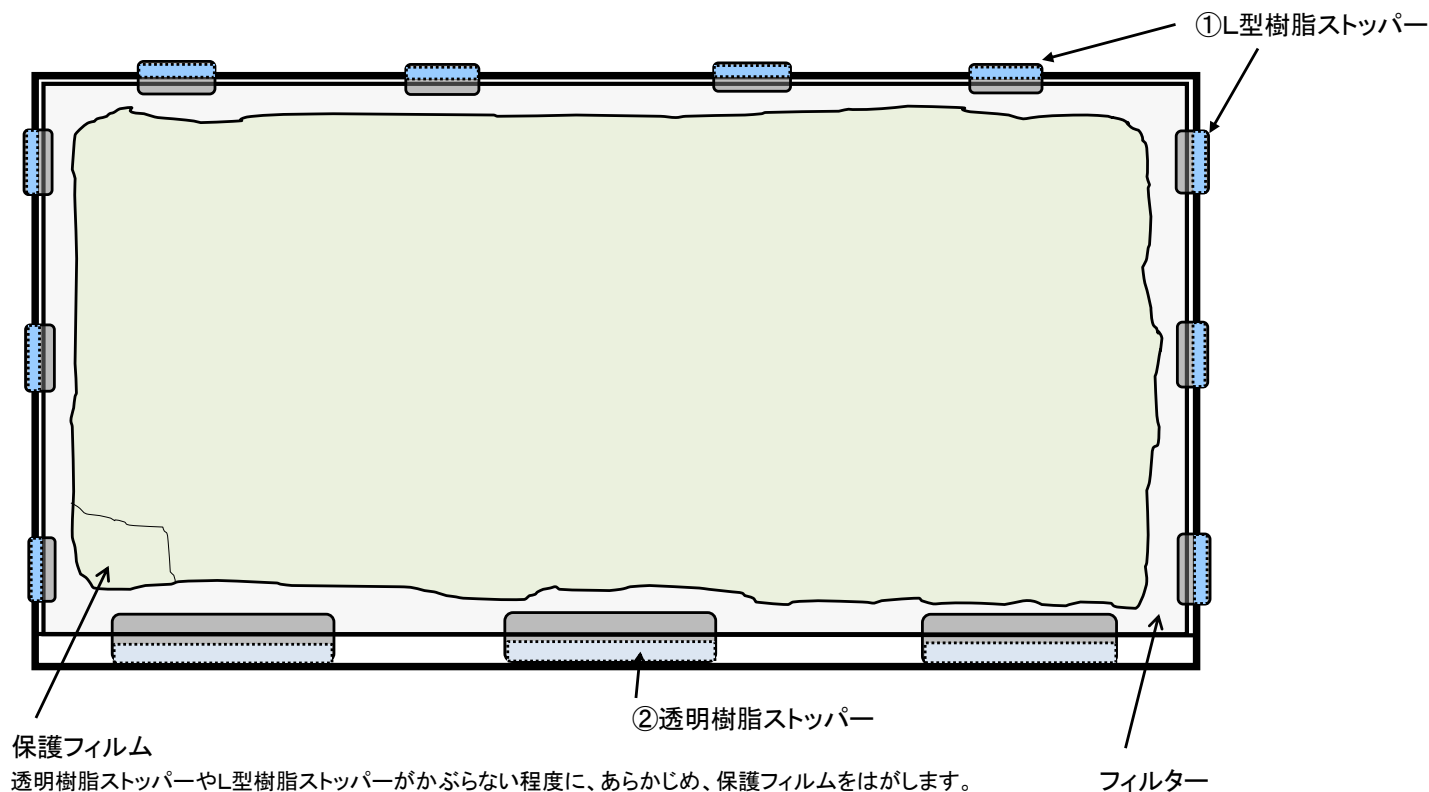 ①L型樹脂ストッパー
②透明樹脂ストッパー
保護フィルム
透明樹脂ストッパーやL型樹脂ストッパーがかぶらない程度に、あらかじめ、保護フィルムをはがします。
フィルター